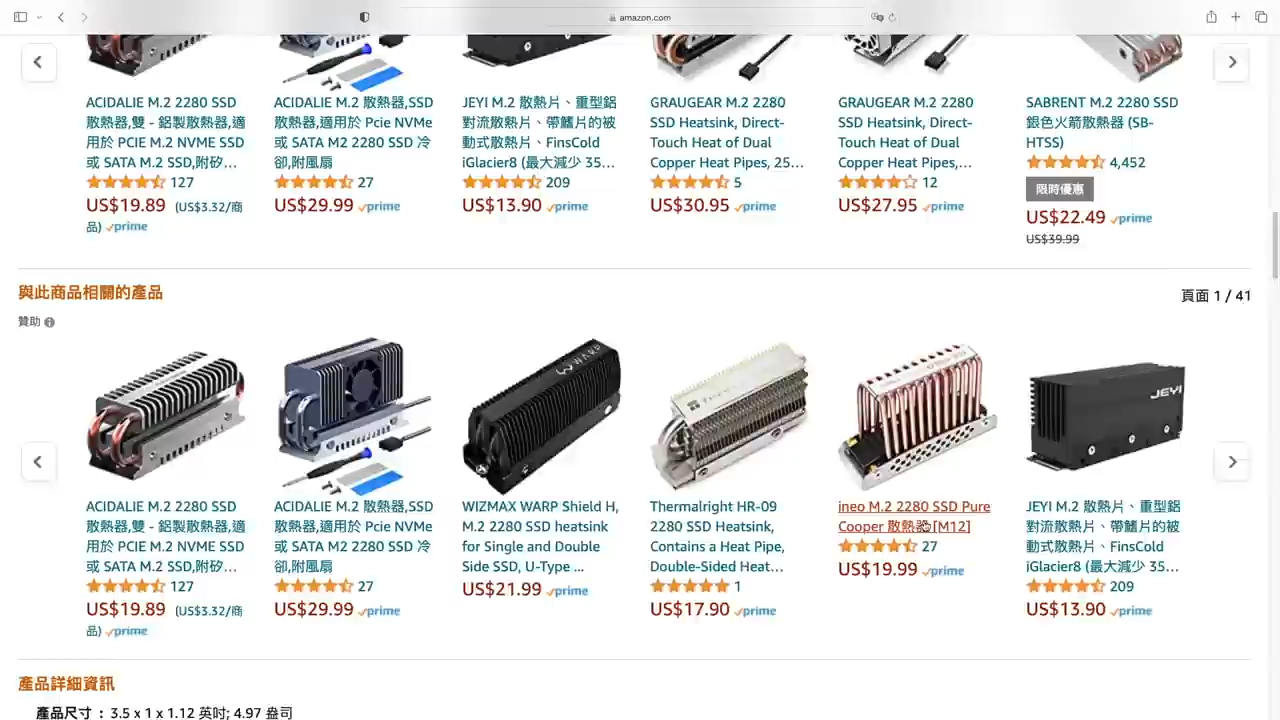 amazon.com
ACIDALIE M.2 2280 SSD
散熱器,雙 - 鋁製散熱器,適
用於 PCIE M.2 NVME SSD
或 SATA M.2 SSD,附矽...
127
US$19.89 (US$3.32/商
品) prime
ACIDALIE M.2 散熱器,SSD
散熱器,適用於 Pcie NVMe
或 SATA M2 2280 SSD 冷
卻,附風扇
27
US$29.99 prime
JEYI M.2 散熱片、重型鋁
對流散熱片、帶鰭片的被
動式散熱片、FinsCold
iGlacier8 (最大減少 35...
209
US$13.90 prime
GRAUGEAR M.2 2280
SSD Heatsink, Direct-
Touch Heat of Dual
Copper Heat Pipes, 25...
5
US$30.95 prime
GRAUGEAR M.2 2280
SSD Heatsink, Direct-
Touch Heat of Dual
Copper Heat Pipes,...
12
US$27.95 prime
SABRENT M.2 2280 SSD
銀色火箭散熱器 (SB-
HTSS)
4,452
限時優惠
US$22.49 prime
US$39.99
與此商品相關的產品
頁面 1 / 41
贊助
WARP
JEYI
ACIDALIE M.2 2280 SSD
散熱器,雙 - 鋁製散熱器,適
用於 PCIE M.2 NVME SSD
或 SATA M.2 SSD,附矽...
127
US$19.89 (US$3.32/商
品) prime
ACIDALIE M.2 散熱器,SSD
散熱器,適用於 Pcie NVMe
或 SATA M2 2280 SSD 冷
卻,附風扇
27
US$29.99 prime
WIZMAX WARP Shield H,
M.2 2280 SSD heatsink
for Single and Double
Side SSD, U-Type ...
US$21.99 prime
Thermalright HR-09
2280 SSD Heatsink,
Contains a Heat Pipe,
Double-Sided Heat...
1
US$17.90 prime
ineo M.2 2280 SSD Pure
Cooper 散熱器 [M12]
27
US$19.99 prime
JEYI M.2 散熱片、重型鋁
對流散熱片、帶鰭片的被
動式散熱片、FinsCold
iGlacier8 (最大減少 35...
209
US$13.90 prime
產品詳細資訊
產品尺寸 : 3.5 x 1 x 1.12 英吋; 4.97 盎司